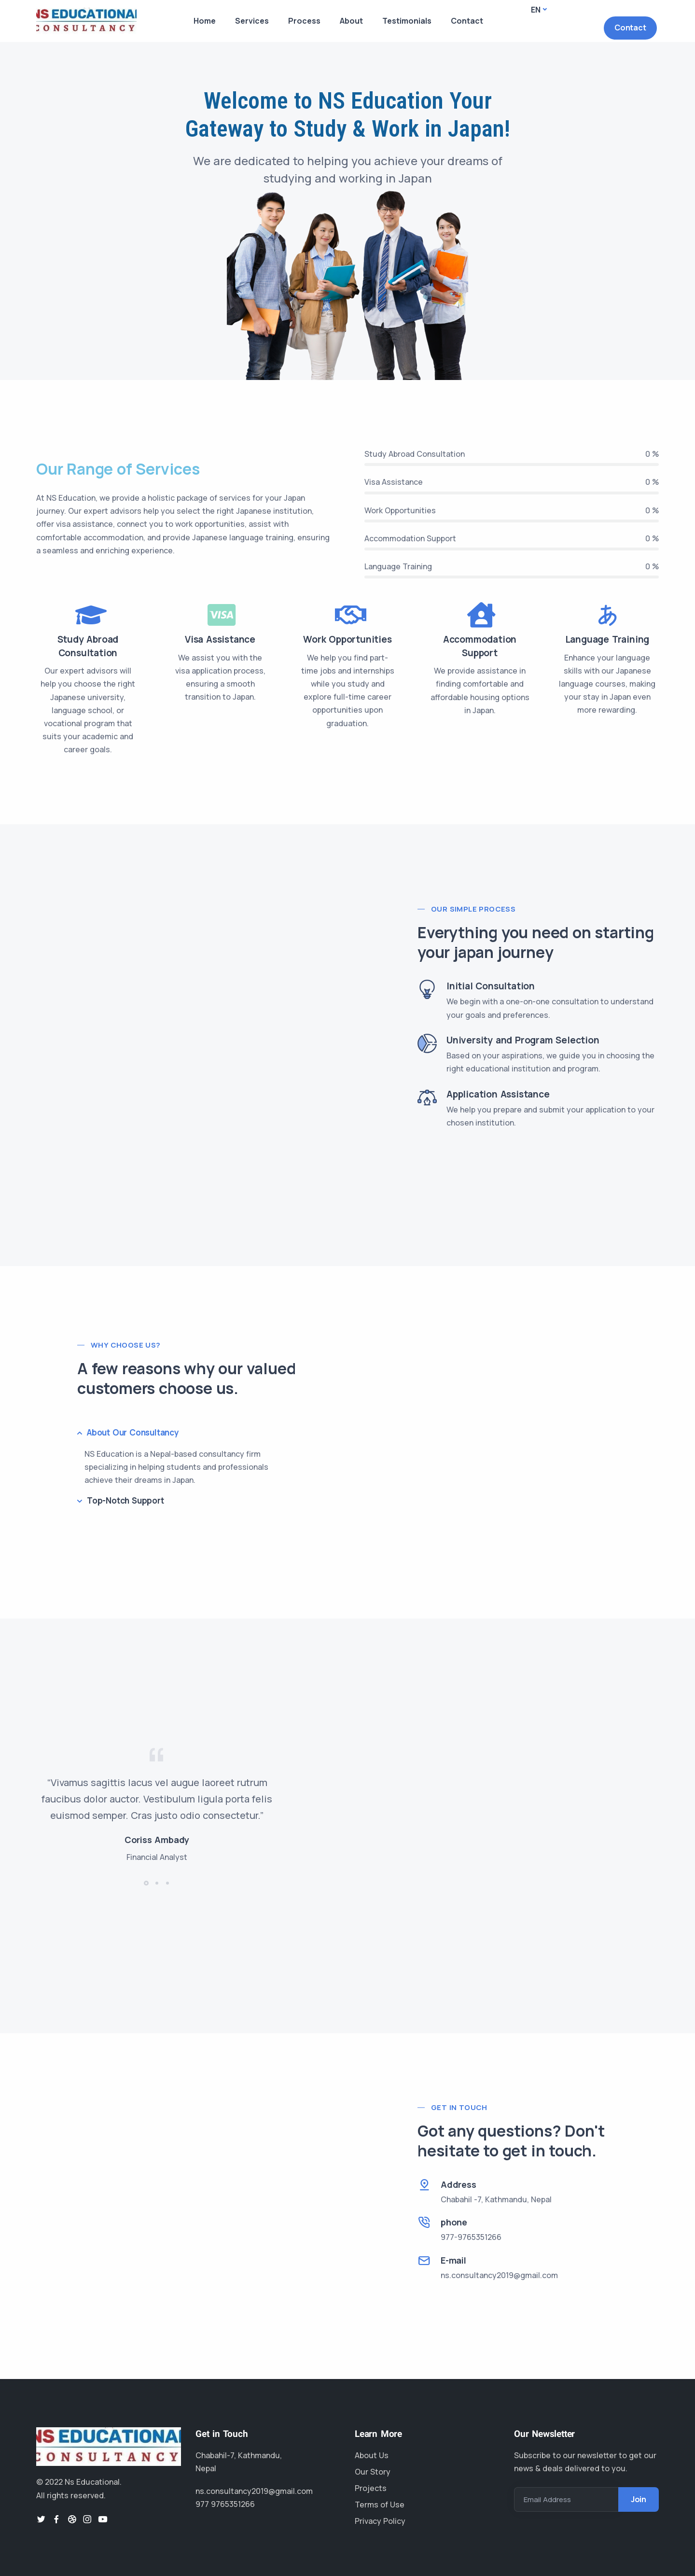 NS EDUCATIONAL
CONSULTANCY
Home
Services
Process
About
Testimonials
Contact
EN
Contact
Welcome to NS Education Your
Gateway to Study & Work in Japan!
We are dedicated to helping you achieve your dreams of
studying and working in Japan
Our Range of Services
At NS Education, we provide a holistic package of services for your Japan
journey. Our expert advisors help you select the right Japanese institution,
offer visa assistance, connect you to work opportunities, assist with
comfortable accommodation, and provide Japanese language training, ensuring
a seamless and enriching experience.
Study Abroad Consultation 0 %
Visa Assistance 0 %
Work Opportunities 0 %
Accommodation Support 0 %
Language Training 0 %
Study Abroad
Consultation
Our expert advisors will
help you choose the right
Japanese university,
language school, or
vocational program that
suits your academic and
career goals.
VISA
Visa Assistance
We assist you with the
visa application process,
ensuring a smooth
transition to Japan.
Work Opportunities
We help you find part-
time jobs and internships
while you study and
explore full-time career
opportunities upon
graduation.
Accommodation
Support
We provide assistance in
finding comfortable and
affordable housing options
in Japan.
あ
Language Training
Enhance your language
skills with our Japanese
language courses, making
your stay in Japan even
more rewarding.
OUR SIMPLE PROCESS
Everything you need on starting
your japan journey
Initial Consultation
We begin with a one-on-one consultation to understand
your goals and preferences.
University and Program Selection
Based on your aspirations, we guide you in choosing the
right educational institution and program.
Application Assistance
We help you prepare and submit your application to your
chosen institution.
WHY CHOOSE US?
A few reasons why our valued
customers choose us.
About Our Consultancy
NS Education is a Nepal-based consultancy firm
specializing in helping students and professionals
achieve their dreams in Japan.
Top-Notch Support
“
“Vivamus sagittis lacus vel augue laoreet rutrum
faucibus dolor auctor. Vestibulum ligula porta felis
euismod semper. Cras justo odio consectetur.”
Coriss Ambady
Financial Analyst
GET IN TOUCH
Got any questions? Don't
hesitate to get in touch.
Address
Chabahil -7, Kathmandu, Nepal
phone
977-9765351266
E-mail
ns.consultancy2019@gmail.com
NS EDUCATIONAL
CONSULTANCY
© 2022 Ns Educational.
All rights reserved.
Get in Touch
Chabahil-7, Kathmandu,
Nepal
ns.consultancy2019@gmail.com
977 9765351266
Learn More
About Us
Our Story
Projects
Terms of Use
Privacy Policy
Our Newsletter
Subscribe to our newsletter to get our
news & deals delivered to you.
Email Address
Join